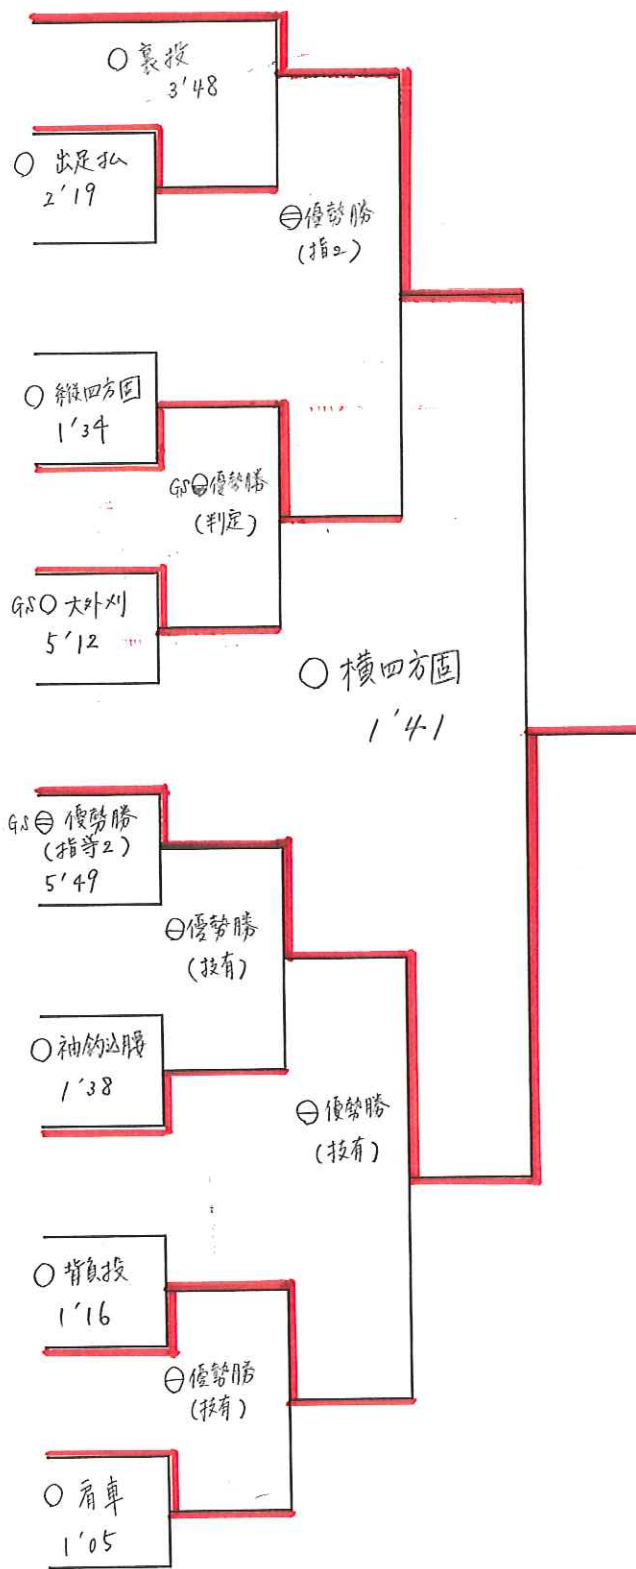 ○ 裏投
3'48
○ 出足払
2'19
⊖優勢勝
(指2)
○ 縦四方固
1'34
GS⊖優勢勝
(判定)
GS○ 大外刈
5'12
○ 横四方固
1'41
GS⊖ 優勢勝
(指導2)
5'49
⊖優勢勝
(技有)
○袖釣込腰
1'38
⊖優勢勝
(技有)
○ 背負投
1'16
⊖優勢勝
(技有)
○ 肩車
1'05